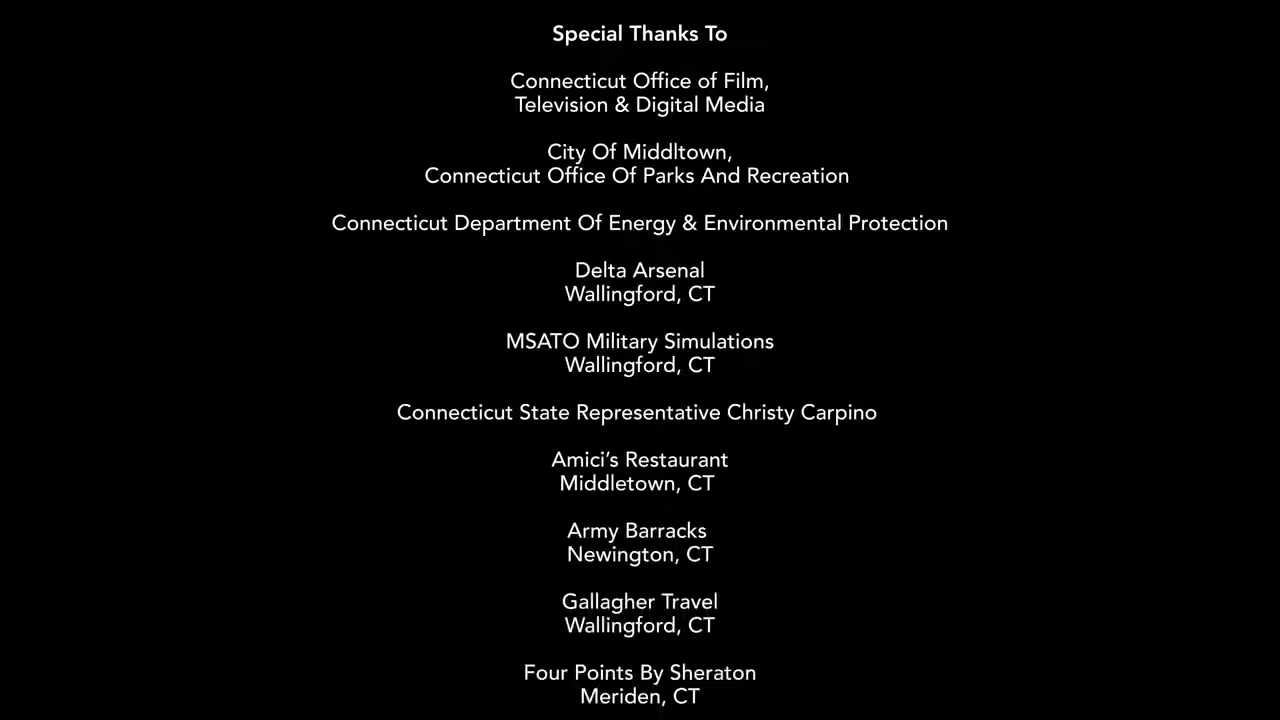 Special Thanks To
Connecticut Office of Film,
Television & Digital Media
City Of Middltown,
Connecticut Office Of Parks And Recreation
Connecticut Department Of Energy & Environmental Protection
Delta Arsenal
Wallingford, CT
MSATO Military Simulations
Wallingford, CT
Connecticut State Representative Christy Carpino
Amici’s Restaurant
Middletown, CT
Army Barracks
Newington, CT
Gallagher Travel
Wallingford, CT
Four Points By Sheraton
Meriden, CT